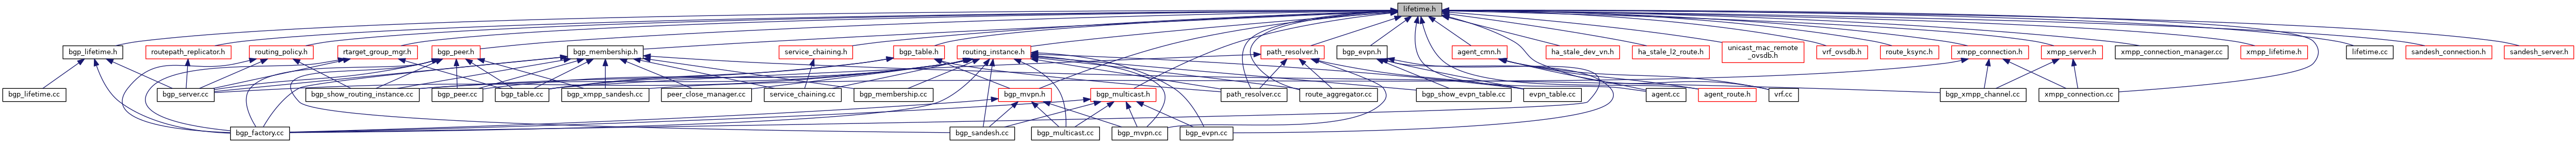 lifetime.h
bgp_lifetime.h
routepath_replicator.h
routing_policy.h
rtarget_group_mgr.h
bgp_peer.h
bgp_membership.h
service_chaining.h
bgp_table.h
routing_instance.h
path_resolver.h
bgp_evpn.h
agent_cmn.h
ha_stale_dev_vn.h
ha_stale_l2_route.h
unicast_mac_remote
_ovsdb.h
vrf_ovsdb.h
route_ksync.h
xmpp_connection.h
xmpp_server.h
xmpp_connection_manager.cc
xmpp_lifetime.h
lifetime.cc
sandesh_connection.h
sandesh_server.h
bgp_lifetime.cc
bgp_server.cc
bgp_show_routing_instance.cc
bgp_peer.cc
bgp_table.cc
bgp_xmpp_sandesh.cc
peer_close_manager.cc
service_chaining.cc
bgp_membership.cc
bgp_mvpn.h
bgp_multicast.h
path_resolver.cc
route_aggregator.cc
bgp_show_evpn_table.cc
evpn_table.cc
agent.cc
agent_route.h
vrf.cc
bgp_xmpp_channel.cc
xmpp_connection.cc
bgp_factory.cc
bgp_sandesh.cc
bgp_multicast.cc
bgp_mvpn.cc
bgp_evpn.cc